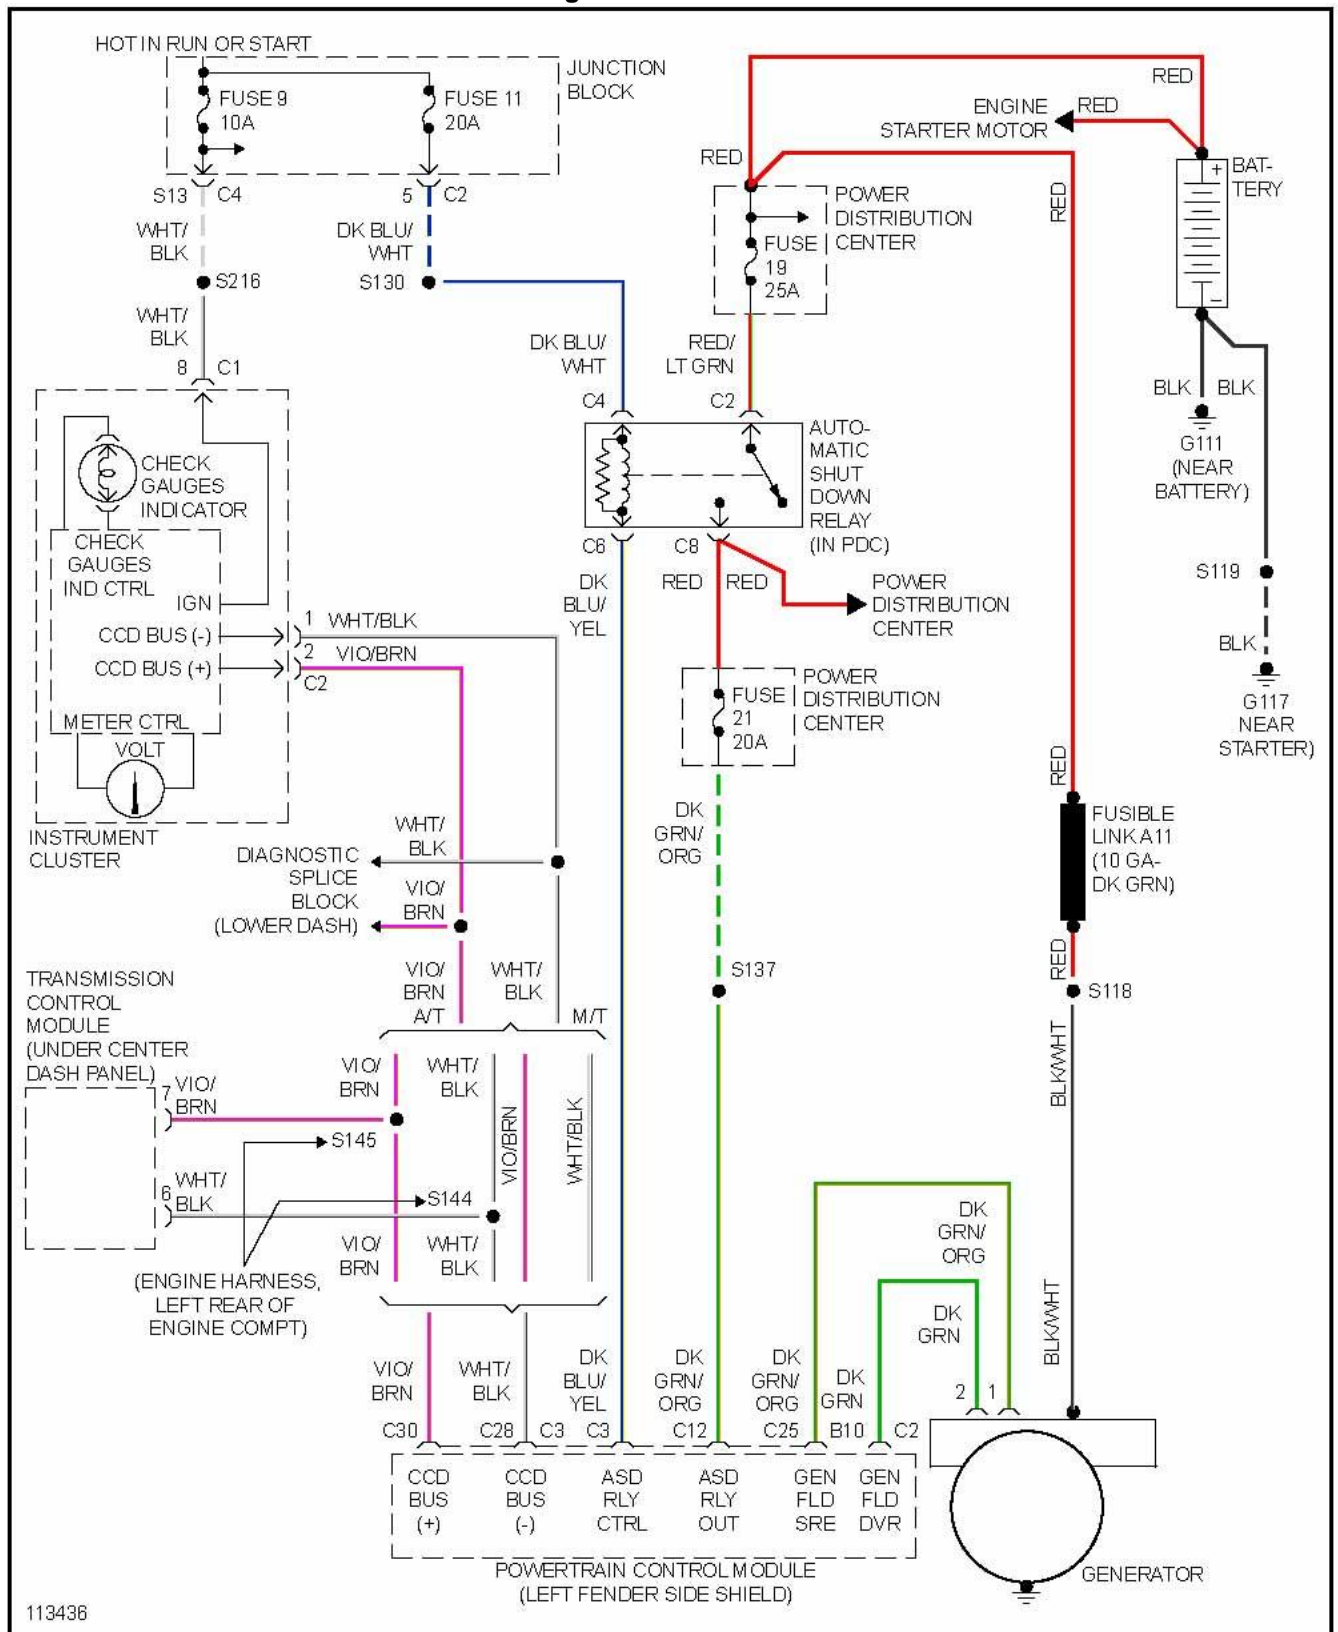 HOT IN RUN OR START
JUNCTION
BLOCK
FUSE 9
10A
FUSE 11
20A
S13
C4
5
C2
WHT/
BLK
DK BLU/
WHT
S216
S130
WHT/
BLK
8
C1
RED
ENGINE
STARTER MOTOR
RED
RED
RED
+
BAT-
TERY
-
POWER
DISTRIBUTION
CENTER
FUSE
19
25A
DK BLU/
WHT
RED/
LT GRN
C4
C2
BLK
BLK
G111
(NEAR
BATTERY)
AUTO-
MATIC
SHUT
DOWN
RELAY
(IN PDC)
CHECK
GAUGES
INDICATOR
CHECK
GAUGES
IND CTRL
IGN
CCD BUS (-)
CCD BUS (+)
1
WHT/BLK
2
VIO/BRN
C2
METER CTRL
VOLT
INSTRUMENT
CLUSTER
C6
C8
DK
BLU/
YEL
RED
RED
POWER
DISTRIBUTION
CENTER
S119
BLK
G117
NEAR
STARTER)
FUSE
21
20A
POWER
DISTRIBUTION
CENTER
RED
FUSIBLE
LINK A11
(10 GA-
DK GRN)
DK
GRN/
ORG
WHT/
BLK
DIAGNOSTIC
SPLICE
BLOCK
(LOWER DASH)
VIO/
BRN
VIO/
BRN
WHT/
BLK
A/T
M/T
S137
RED
S118
TRANSMISSION
CONTROL
MODULE
(UNDER CENTER
DASH PANEL)
VIO/
BRN
WHT/
BLK
7
VIO/
BRN
S145
VIO/BRN
WHT/BLK
BLK/WHT
6
WHT/
BLK
S144
VIO/
BRN
WHT/
BLK
(ENGINE HARNESS,
LEFT REAR OF
ENGINE COMPT)
DK
GRN/
ORG
DK
GRN
BLK/WHT
VIO/
BRN
WHT/
BLK
DK
BLU/
YEL
DK
GRN/
ORG
DK
GRN/
ORG
DK
GRN
2
1
C30
C28
C3
C3
C12
C25
B10
C2
CCD
BUS
(+)
CCD
BUS
(-)
ASD
RLY
CTRL
ASD
RLY
OUT
GEN
FLD
SRE
GEN
FLD
DVR
POWERTRAIN CONTROL MODULE
(LEFT FENDER SIDE SHIELD)
GENERATOR
113436